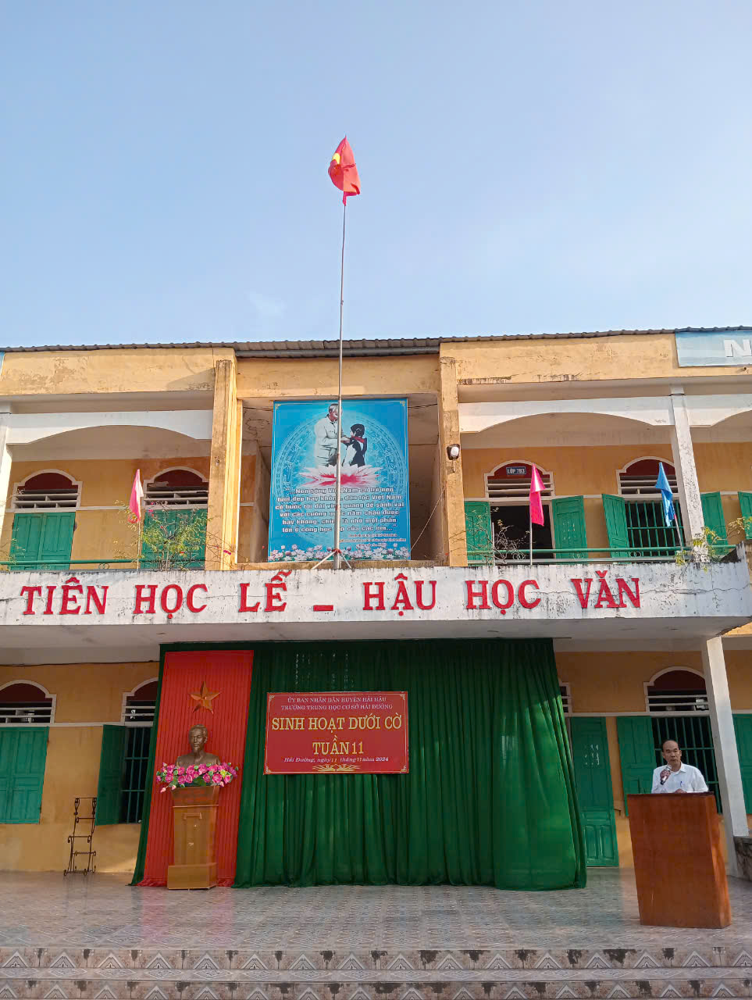 LỚP 7B3
Non sông Việt Nam có trở nên
tươi đẹp hay không, dân tộc Việt Nam
có bước tới đài vinh quang để sánh vai
với các cường quốc năm châu được
hay không, chính là nhờ một phần
lớn ở công học tập của các em...
TIÊN HỌC LỄ – HẬU HỌC VĂN
ỦY BAN NHÂN DÂN HUYỆN HẢI HẬU
TRƯỜNG TRUNG HỌC CƠ SỞ HẢI ĐƯỜNG
SINH HOẠT DƯỚI CỜ
TUẦN 11
Hải Đường, ngày 11 tháng 11 năm 2024